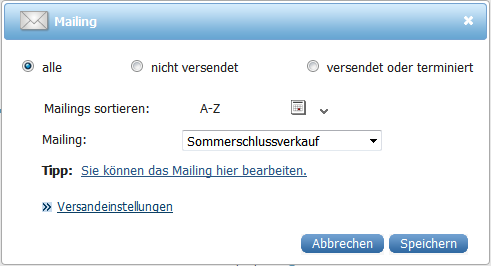 Mailing
alle nicht versendet versendet oder terminiert
Mailings sortieren: A-Z
Mailing: Sommerschlussverkauf
Tipp: Sie können das Mailing hier bearbeiten.
Versandeinstellungen
Abbrechen Speichern